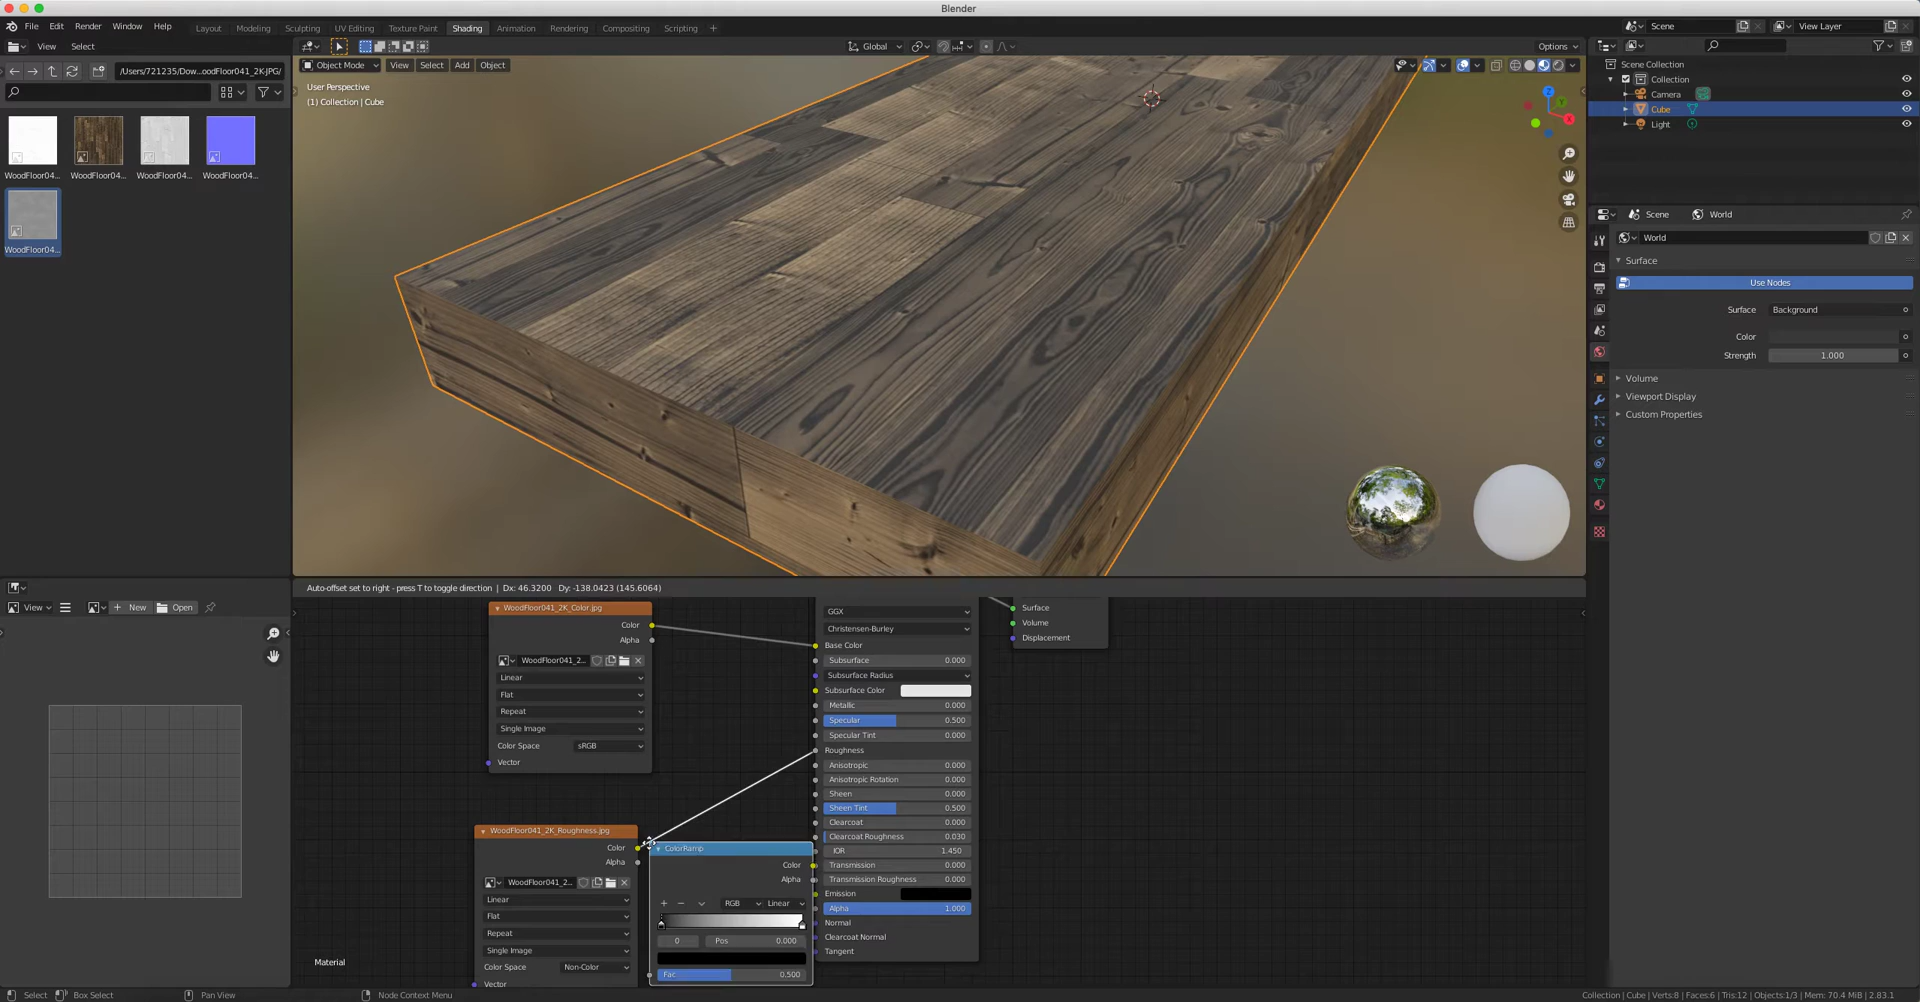 Blender
File Edit Render Window Help Layout Modeling Sculpting UV Editing Texture Paint Shading Animation Rendering Compositing Scripting + Scene View Layer
View Select Global Options
/Users/721235/Dow...oodFloor041_2K-JPG/ Object Mode View Select Add Object
User Perspective
(1) Collection | Cube
WoodFloor04... WoodFloor04... WoodFloor04... WoodFloor04...
WoodFloor04...
Scene Collection
Collection
Camera
Cube
Light
Scene World
World
Surface
Use Nodes
Surface Background
Color
Strength 1.000
Volume
Viewport Display
Custom Properties
X
Y
Z
Auto-offset set to right - press T to toggle direction | Dx: 46.3200 Dy: -138.0423 (145.6064)
View New Open
WoodFloor041_2K_Color.jpg
Color
Alpha
WoodFloor041_2...
Linear
Flat
Repeat
Single Image
Color Space sRGB
Vector
WoodFloor041_2K_Roughness.jpg
Color
Alpha
WoodFloor041_2...
Linear
Flat
Repeat
Single Image
Color Space Non-Color
Vector
ColorRamp
Color
Alpha
RGB Linear
0 Pos 0.000
Fac 0.500
GGX
Christensen-Burley
Base Color
Subsurface 0.000
Subsurface Radius
Subsurface Color
Metallic 0.000
Specular 0.500
Specular Tint 0.000
Roughness
Anisotropic 0.000
Anisotropic Rotation 0.000
Sheen 0.000
Sheen Tint 0.500
Clearcoat 0.000
Clearcoat Roughness 0.030
IOR 1.450
Transmission 0.000
Transmission Roughness 0.000
Emission
Alpha 1.000
Normal
Clearcoat Normal
Tangent
Surface
Volume
Displacement
Material
Select Box Select Pan View Node Context Menu Collection | Cube | Verts:8 | Faces:6 | Tris:12 | Objects:1/3 | Mem: 70.4 MiB | 2.83.1